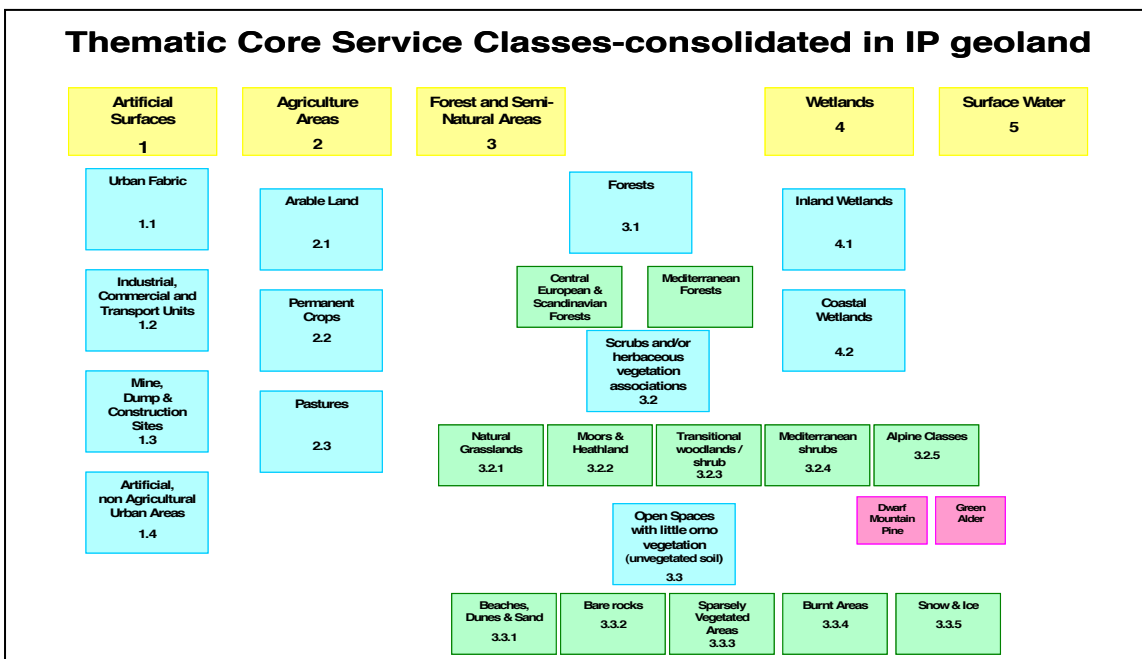 Thematic Core Service Classes-consolidated in IP geoland
Artificial
Surfaces
1
Agriculture
Areas
2
Forest and Semi-
Natural Areas
3
Wetlands
4
Surface Water
5
Urban Fabric
1.1
Industrial,
Commercial and
Transport Units
1.2
Mine,
Dump &
Construction
Sites
1.3
Artificial,
non Agricultural
Urban Areas
1.4
Arable Land
2.1
Permanent
Crops
2.2
Pastures
2.3
Forests
3.1
Central
European &
Scandinavian
Forests
Mediterranean
Forests
Scrubs and/or
herbaceous
vegetation
associations
3.2
Natural
Grasslands
3.2.1
Moors &
Heathland
3.2.2
Transitional
woodlands /
shrub
3.2.3
Mediterranean
shrubs
3.2.4
Alpine Classes
3.2.5
Dwarf
Mountain
Pine
Green
Alder
Open Spaces
with little orno
vegetation
(unvegetated soil)
3.3
Beaches,
Dunes & Sand
3.3.1
Bare rocks
3.3.2
Sparsely
Vegetated
Areas
3.3.3
Burnt Areas
3.3.4
Snow & Ice
3.3.5
Inland Wetlands
4.1
Coastal
Wetlands
4.2